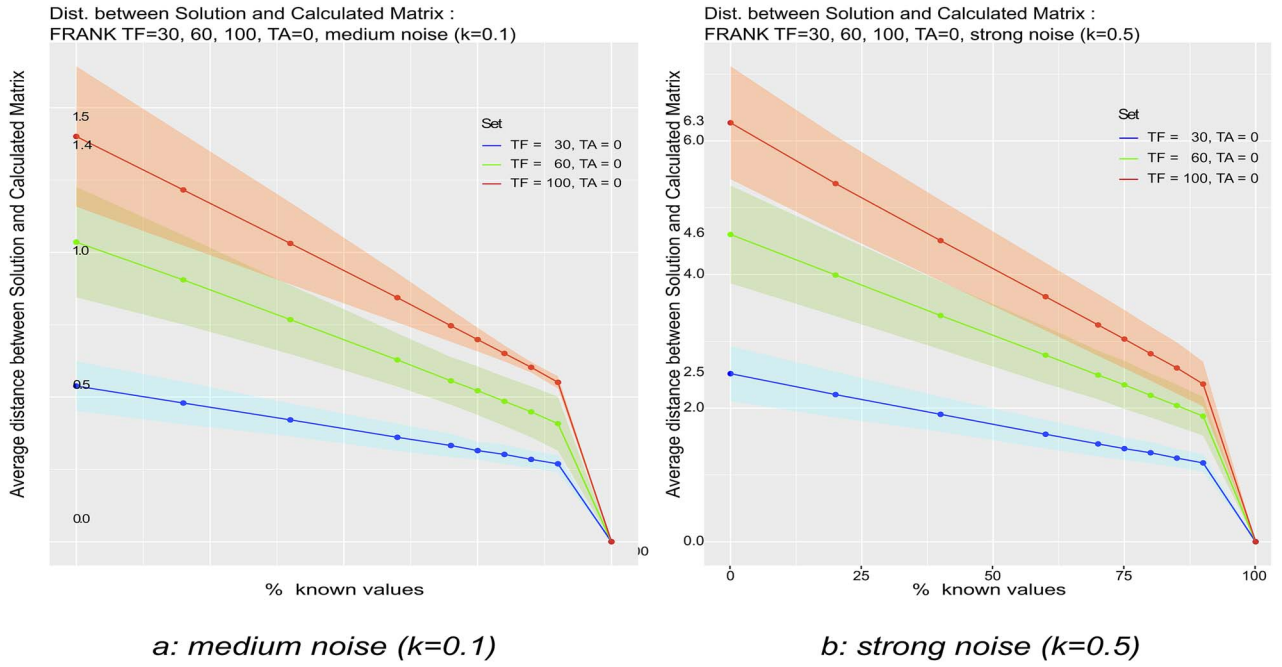 Dist. between Solution and Calculated Matrix :
FRANK TF=30, 60, 100, TA=0, medium noise (k=0.1)
Average distance between Solution and Calculated Matrix
1.5
1.4
1.0
0.5
0.0
Set
TF = 30, TA = 0
TF = 60, TA = 0
TF = 100, TA = 0
% known values
a: medium noise (k=0.1)
Dist. between Solution and Calculated Matrix :
FRANK TF=30, 60, 100, TA=0, strong noise (k=0.5)
Average distance between Solution and Calculated Matrix
6.3
6.0
4.6
4.0
2.5
2.0
0.0
Set
TF = 30, TA = 0
TF = 60, TA = 0
TF = 100, TA = 0
0 25 50 75 100
% known values
b: strong noise (k=0.5)